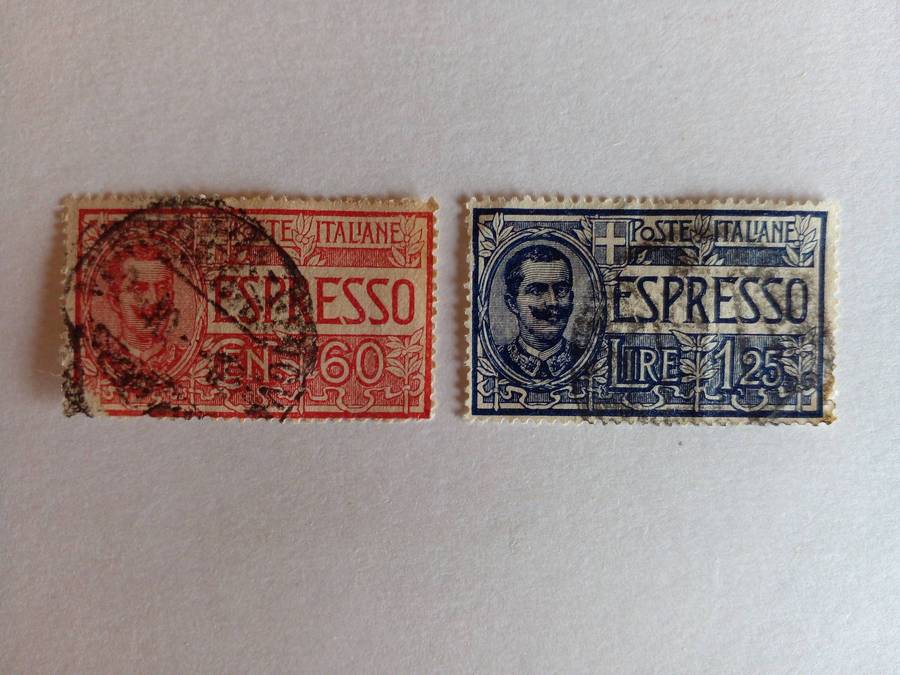 POSTE ITALIANE
ESPRESSO
CENT 60
POSTE ITALIANE
ESPRESSO
LIRE 1,25